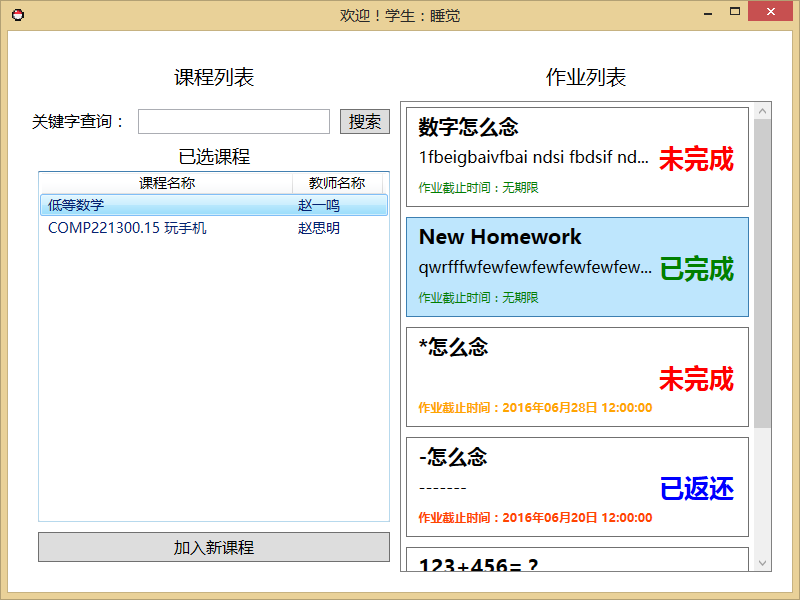 欢迎！学生：睡觉
课程列表
关键字查询：
搜索
已选课程
课程名称 教师名称
低等数学 赵一鸣
COMP221300.15 玩手机 赵思明
加入新课程
作业列表
数字怎么念
1fbeigbaivfbai ndsi fbdsif nd...
未完成
作业截止时间：无期限
New Homework
qwrfffwfewfewfewfewfewfew...
已完成
作业截止时间：无期限
*怎么念
未完成
作业截止时间：2016年06月28日 12:00:00
-怎么念
-------
已返还
作业截止时间：2016年06月20日 12:00:00
123+456= ?